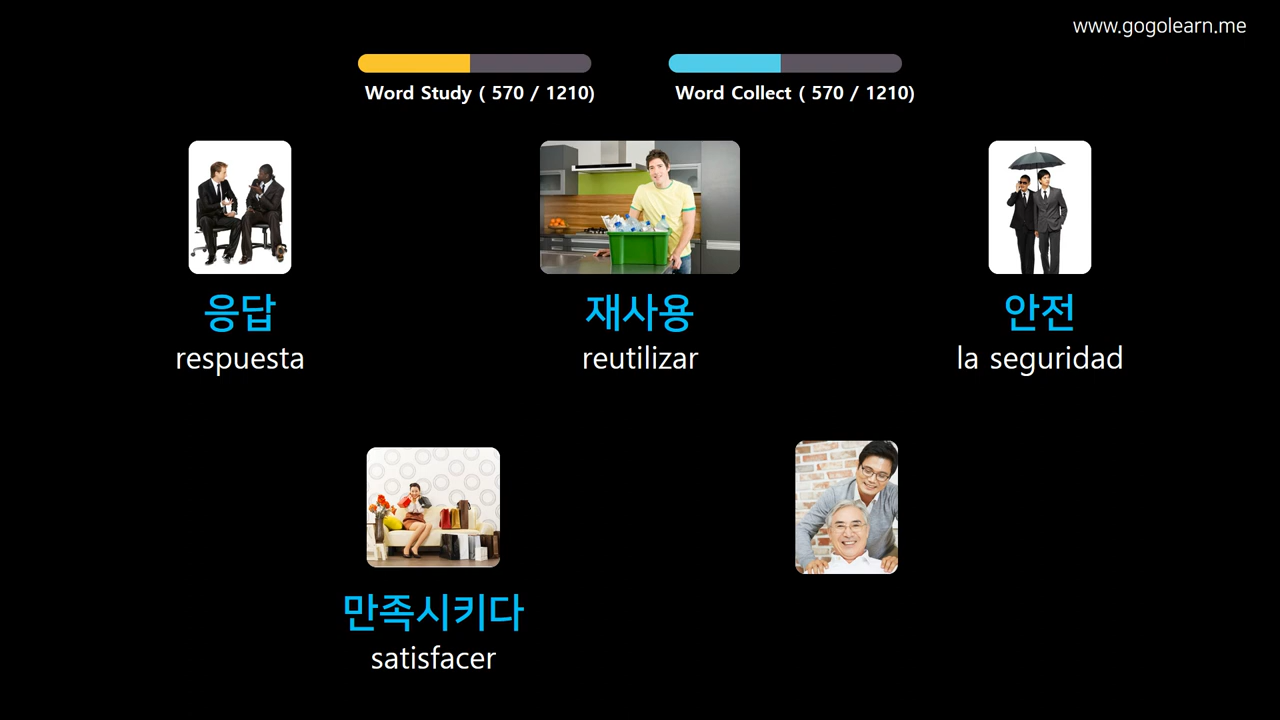 www.gogolearn.me
Word Study ( 570 / 1210)
Word Collect ( 570 / 1210)
응답
respuesta
재사용
reutilizar
안전
la seguridad
만족시키다
satisfacer